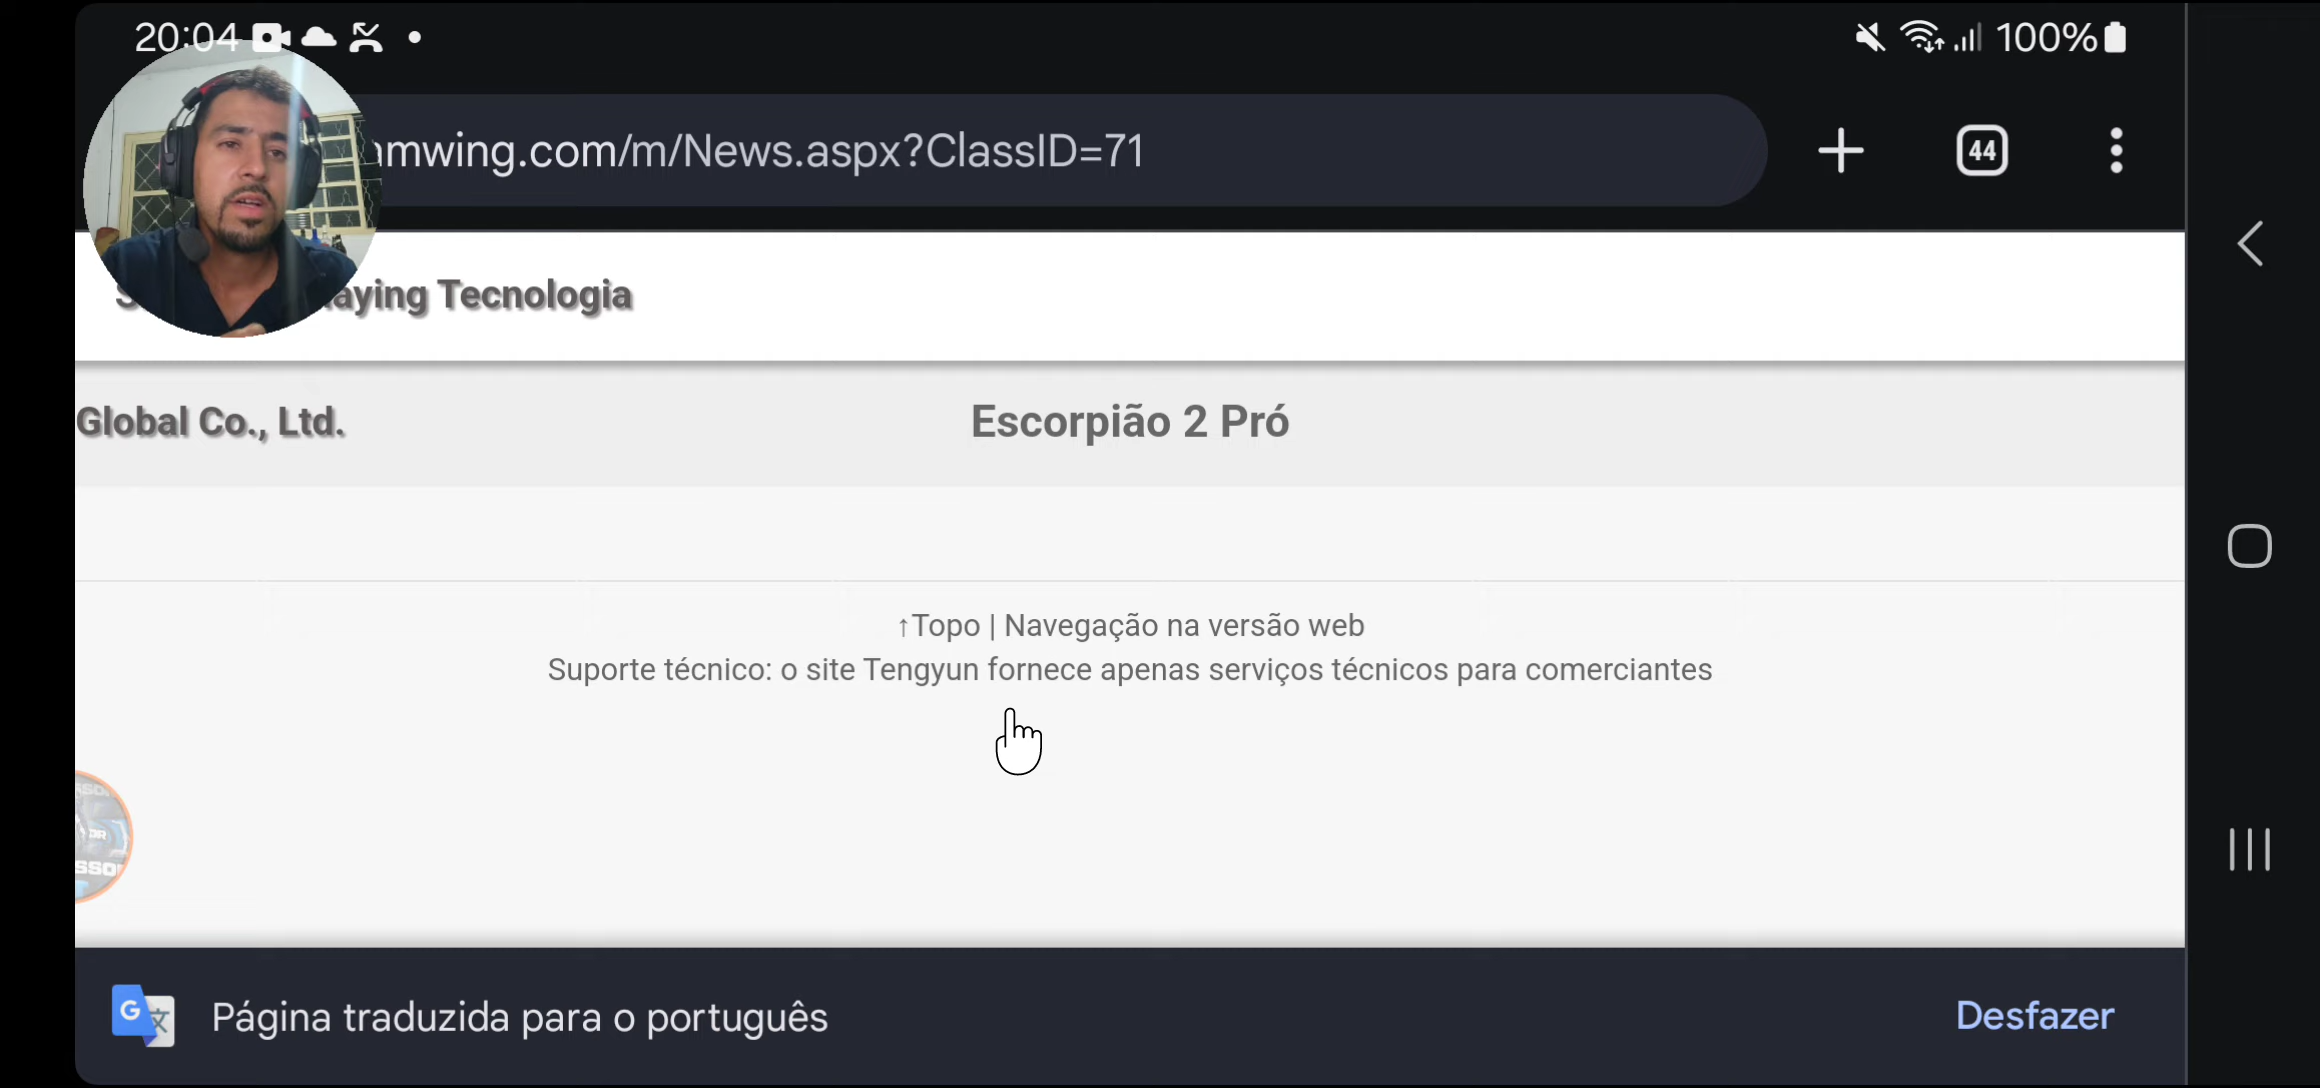 20:04
100%
mwing.com/m/News.aspx?ClassID=71
44
aying Tecnologia
Global Co., Ltd.
Escorpião 2 Pró
↑Topo | Navegação na versão web
Suporte técnico: o site Tengyun fornece apenas serviços técnicos para comerciantes
Página traduzida para o português
Desfazer